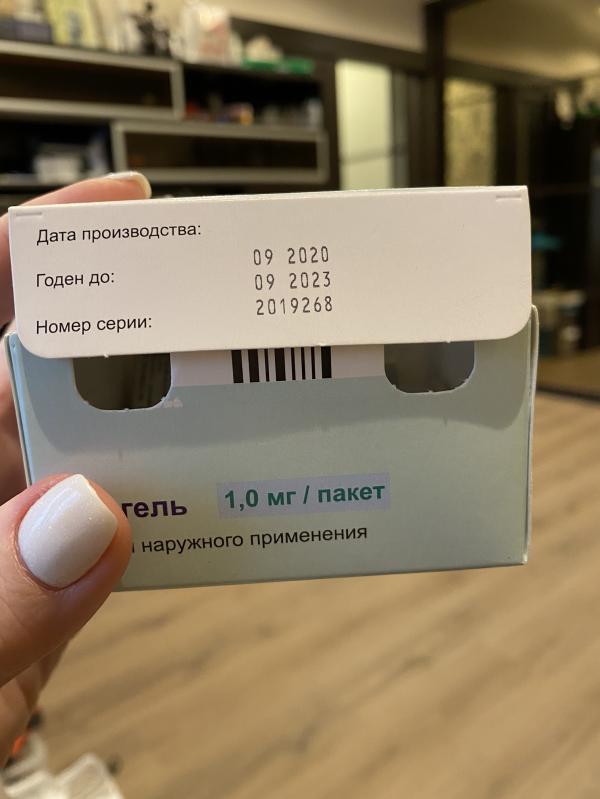 Дата производства:
09 2020
Годен до:
09 2023
Номер серии:
2019268
гель 1,0 мг / пакет
наружного применения